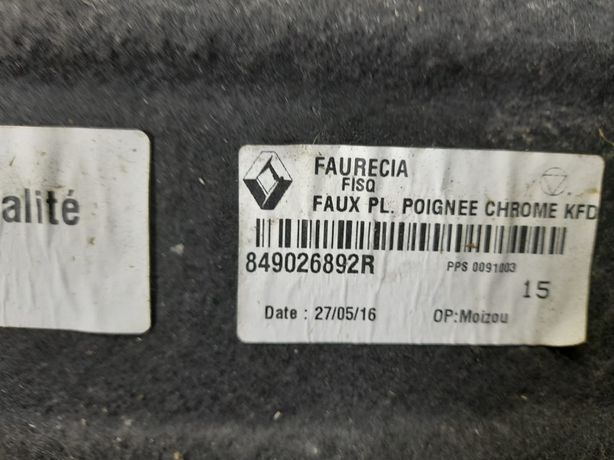 alité
FAURECIA
FISQ
FAUX PL. POIGNEE CHROME KFD
849026892R
PPS 0091003
15
Date : 27/05/16
OP:Moizou